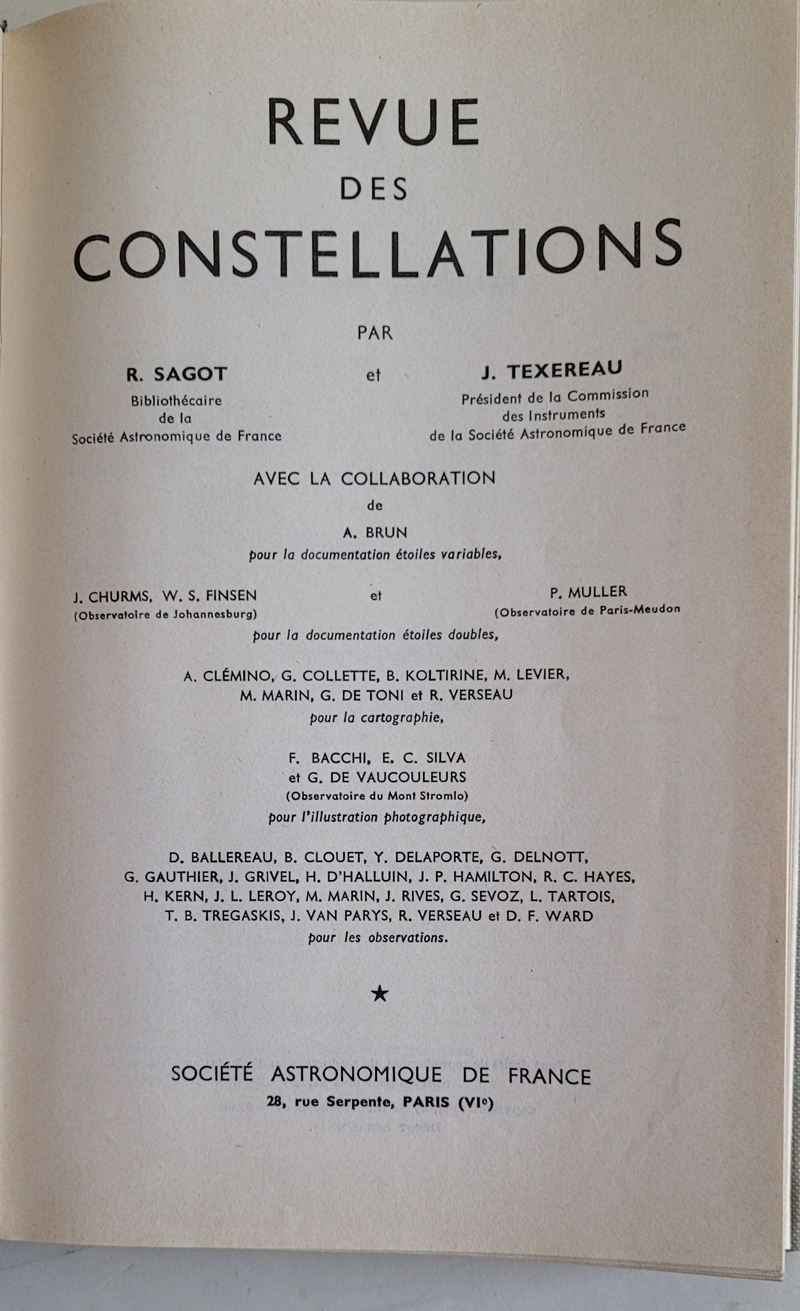 REVUE
DES
CONSTELLATIONS
PAR
R. SAGOT et J. TEXEREAU
Bibliothécaire
de la
Société Astronomique de France
Président de la Commission
des Instruments
de la Société Astronomique de France
AVEC LA COLLABORATION
de
A. BRUN
pour la documentation étoiles variables,
J. CHURMS, W. S. FINSEN et P. MULLER
(Observatoire de Johannesburg) (Observatoire de Paris-Meudon
pour la documentation étoiles doubles,
A. CLÉMINO, G. COLLETTE, B. KOLTIRINE, M. LEVIER,
M. MARIN, G. DE TONI et R. VERSEAU
pour la cartographie,
F. BACCHI, E. C. SILVA
et G. DE VAUCOULEURS
(Observatoire du Mont Stromlo)
pour l'illustration photographique,
D. BALLEREAU, B. CLOUET, Y. DELAPORTE, G. DELNOTT,
G. GAUTHIER, J. GRIVEL, H. D'HALLUIN, J. P. HAMILTON, R. C. HAYES,
H. KERN, J. L. LEROY, M. MARIN, J. RIVES, G. SEVOZ, L. TARTOIS,
T. B. TREGASKIS, J. VAN PARYS, R. VERSEAU et D. F. WARD
pour les observations.
SOCIÉTÉ ASTRONOMIQUE DE FRANCE
28, rue Serpente, PARIS (VIe)